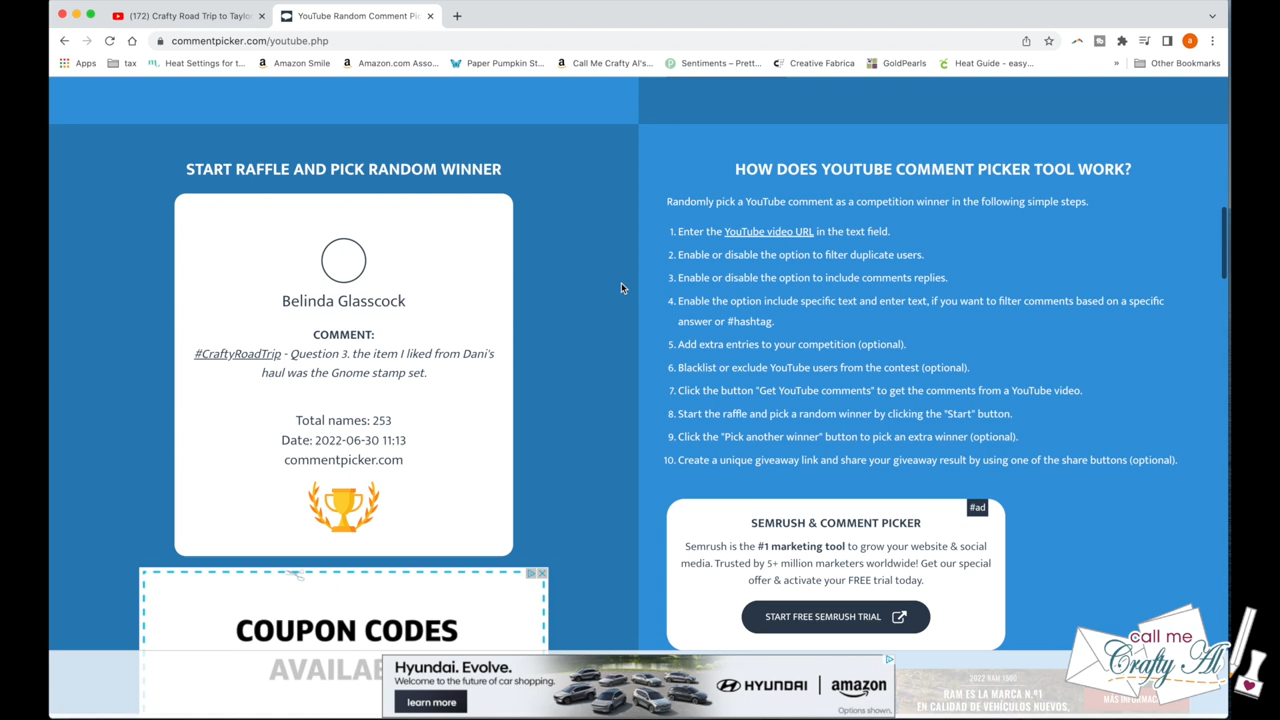 (172) Crafty Road Trip to Taylo
YouTube Random Comment Pic
commentpicker.com/youtube.php
a
Apps
tax
Heat Settings for t...
Amazon Smile
Amazon.com Asso...
Paper Pumpkin St...
Call Me Crafty Al's...
Sentiments – Prett...
Creative Fabrica
GoldPearls
Heat Guide - easy...
»
Other Bookmarks
START RAFFLE AND PICK RANDOM WINNER
Belinda Glasscock
COMMENT:
#CraftyRoadTrip - Question 3. the item I liked from Dani's
haul was the Gnome stamp set.
Total names: 253
Date: 2022-06-30 11:13
commentpicker.com
COUPON CODES
HOW DOES YOUTUBE COMMENT PICKER TOOL WORK?
Randomly pick a YouTube comment as a competition winner in the following simple steps.
1. Enter the YouTube video URL in the text field.
2. Enable or disable the option to filter duplicate users.
3. Enable or disable the option to include comments replies.
4. Enable the option include specific text and enter text, if you want to filter comments based on a specific
answer or #hashtag.
5. Add extra entries to your competition (optional).
6. Blacklist or exclude YouTube users from the contest (optional).
7. Click the button "Get YouTube comments" to get the comments from a YouTube video.
8. Start the raffle and pick a random winner by clicking the "Start" button.
9. Click the "Pick another winner" button to pick an extra winner (optional).
10. Create a unique giveaway link and share your giveaway result by using one of the share buttons (optional).
#ad
SEMRUSH & COMMENT PICKER
Semrush is the #1 marketing tool to grow your website & social
media. Trusted by 5+ million marketers worldwide! Get our special
offer & activate your FREE trial today.
START FREE SEMRUSH TRIAL
AVAILA
Hyundai. Evolve.
Welcome to the future of car shopping.
learn more
HYUNDAI
amazon
Options shown.
2022 RAM 1500
RAM ES LA MARCA N.º1
EN CALIDAD DE VEHÍCULOS NUEVOS,
MÁS INFORMAC
call me
Crafty Al